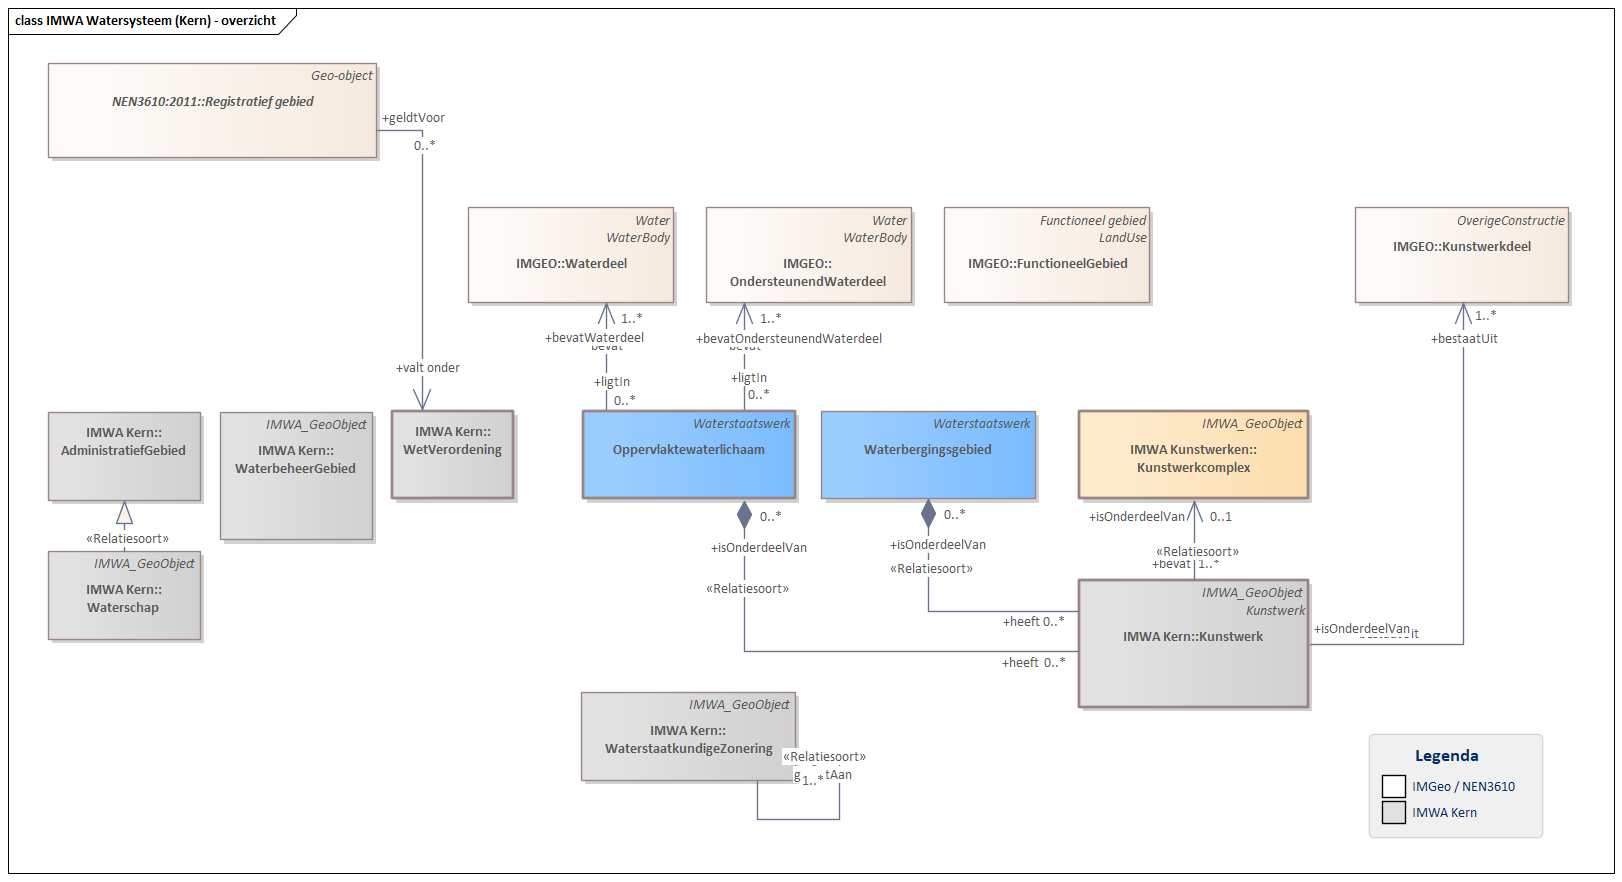 class IMWA Watersysteem (Kern) - overzicht
Geo-object
NEN3610:2011::Registratief gebied
+geldtVoor
0..*
+valt onder
Water
WaterBody
IMGEO::Waterdeel
Water
WaterBody
IMGEO::
OndersteunendWaterdeel
Functioneel gebied
LandUse
IMGEO::FunctioneelGebied
OverigeConstructie
IMGEO::Kunstwerkdeel
1..*
+bevatWaterdeel
+ligtIn
0..*
1..*
+bevatOndersteunendWaterdeel
+ligtIn
0..*
1..*
+bestaatUit
IMWA Kern::
AdministratiefGebied
IMWA_GeoObject
IMWA Kern::
WaterbeheerGebied
IMWA Kern::
WetVerordening
Waterstaatswerk
Oppervlaktewaterlichaam
Waterstaatswerk
Waterbergingsgebied
IMWA_GeoObject
IMWA Kunstwerken::
Kunstwerkcomplex
«Relatiesoort»
IMWA_GeoObject
IMWA Kern::
Waterschap
0..*
+isOnderdeelVan
«Relatiesoort»
+heeft 0..*
0..*
+isOnderdeelVan
«Relatiesoort»
+heeft 0..*
+isOnderdeelVan
0..1
«Relatiesoort»
+bevat 1..*
IMWA_GeoObject
Kunstwerk
IMWA Kern::Kunstwerk
+isOnderdeelVan
IMWA_GeoObject
IMWA Kern::
WaterstaatkundigeZonering
«Relatiesoort»
1..*
Legenda
IMGeo / NEN3610
IMWA Kern